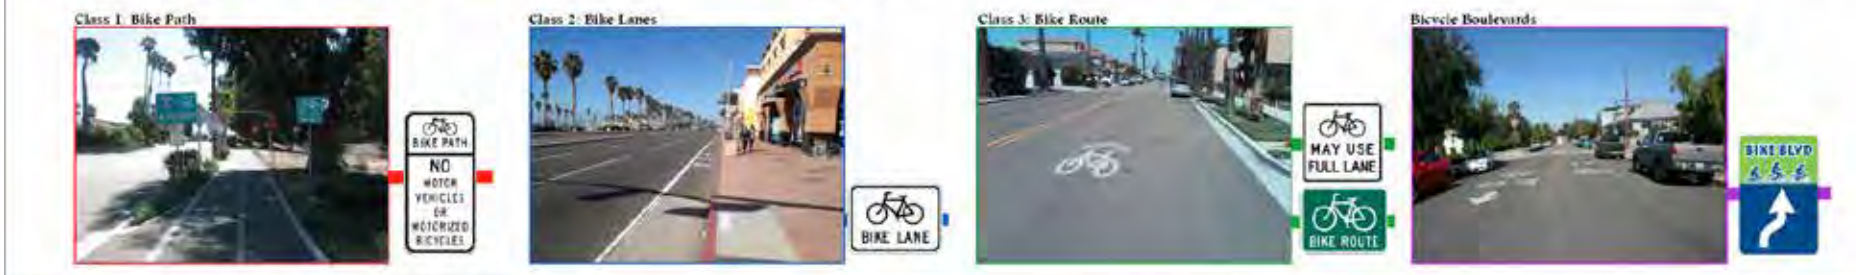 Class 1: Bike Path
BIKE PATH
NO
MOTOR
VEHICLES
OR
MOTORIZED
BICYCLES
Class 2: Bike Lanes
BIKE LANE
Class 3: Bike Route
MAY USE
FULL LANE
BIKE ROUTE
Bicycle Boulevards
BIKE BLVD